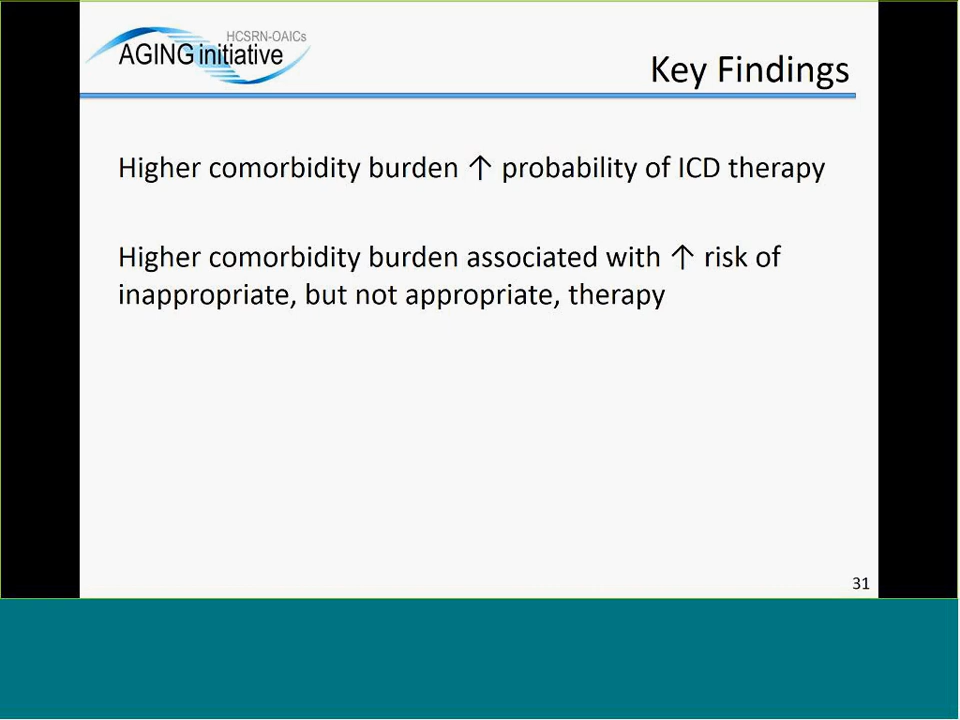 HCSRN-OAICs
AGING initiative
Key Findings
Higher comorbidity burden ↑ probability of ICD therapy
Higher comorbidity burden associated with ↑ risk of
inappropriate, but not appropriate, therapy
31